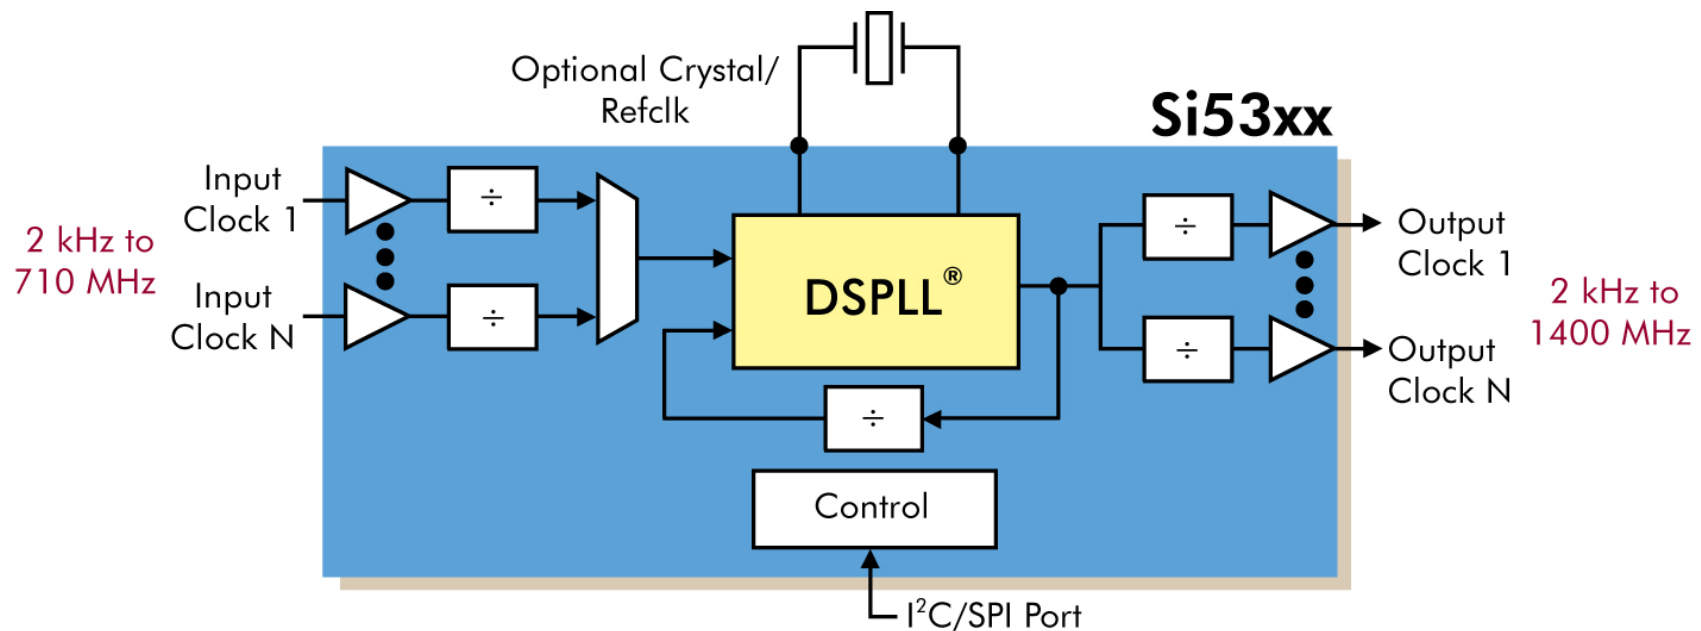 Optional Crystal/
Refclk
Si53xx
Input
Clock 1
2 kHz to
710 MHz
Input
Clock N
÷
÷
DSPLL®
÷
÷
÷
Output
Clock 1
2 kHz to
1400 MHz
Output
Clock N
Control
I²C/SPI Port